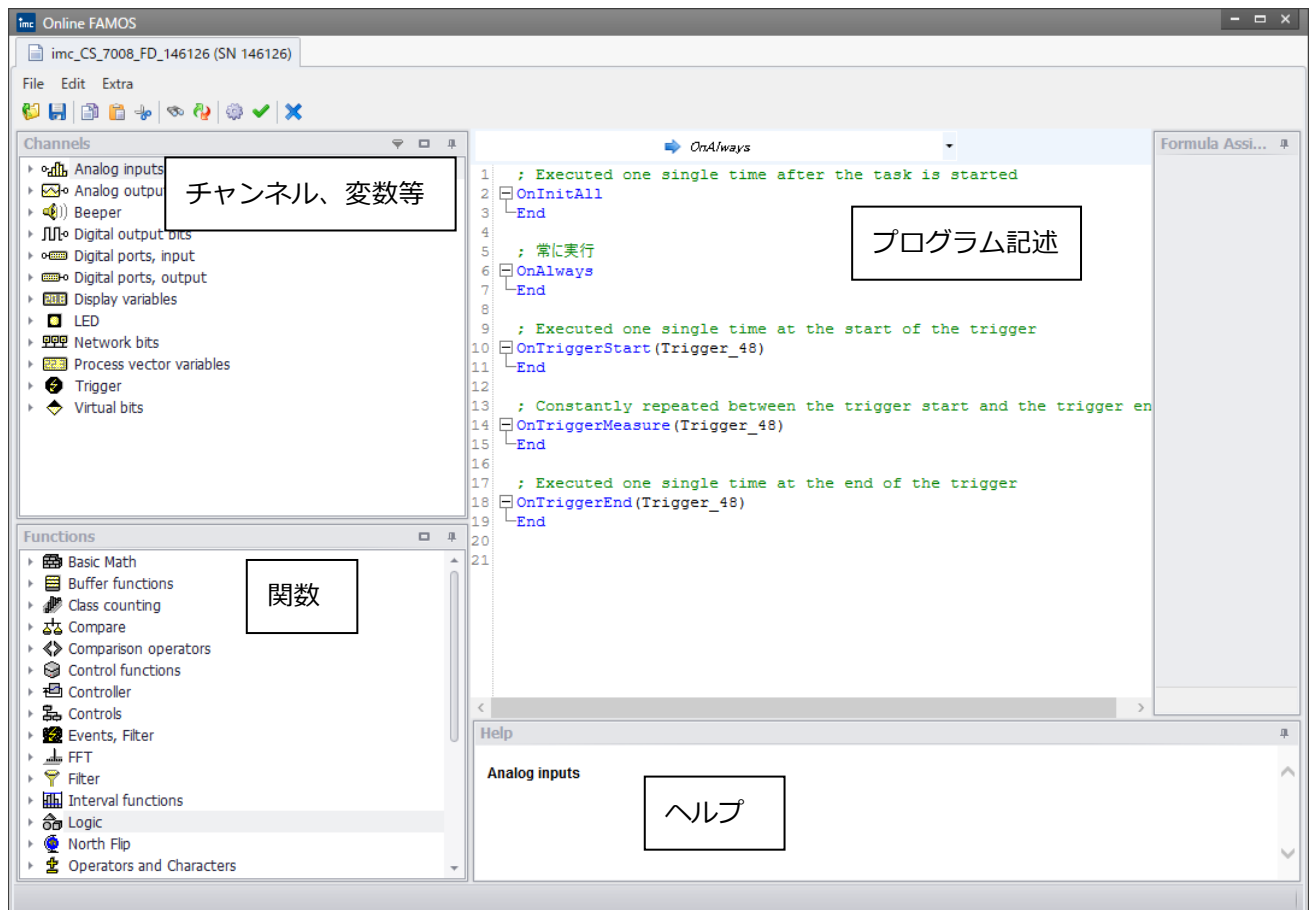 imc Online FAMOS
imc_CS_7008_FD_146126 (SN 146126)
File Edit Extra
Channels
Analog inputs
Analog outpu
Beeper
Digital output bits
Digital ports, input
Digital ports, output
Display variables
LED
Network bits
Process vector variables
Trigger
Virtual bits
チャンネル、変数等
Functions
Basic Math
Buffer functions
Class counting
Compare
Comparison operators
Control functions
Controller
Controls
Events, Filter
FFT
Filter
Interval functions
Logic
North Flip
Operators and Characters
関数
OnAlways
1 ; Executed one single time after the task is started
2 OnInitAll
3 End
4
5 ; 常に実行
6 OnAlways
7 End
8
9 ; Executed one single time at the start of the trigger
10 OnTriggerStart(Trigger_48)
11 End
12
13 ; Constantly repeated between the trigger start and the trigger en
14 OnTriggerMeasure(Trigger_48)
15 End
16
17 ; Executed one single time at the end of the trigger
18 OnTriggerEnd(Trigger_48)
19 End
20
21
プログラム記述
Formula Assi...
Help
Analog inputs
ヘルプ